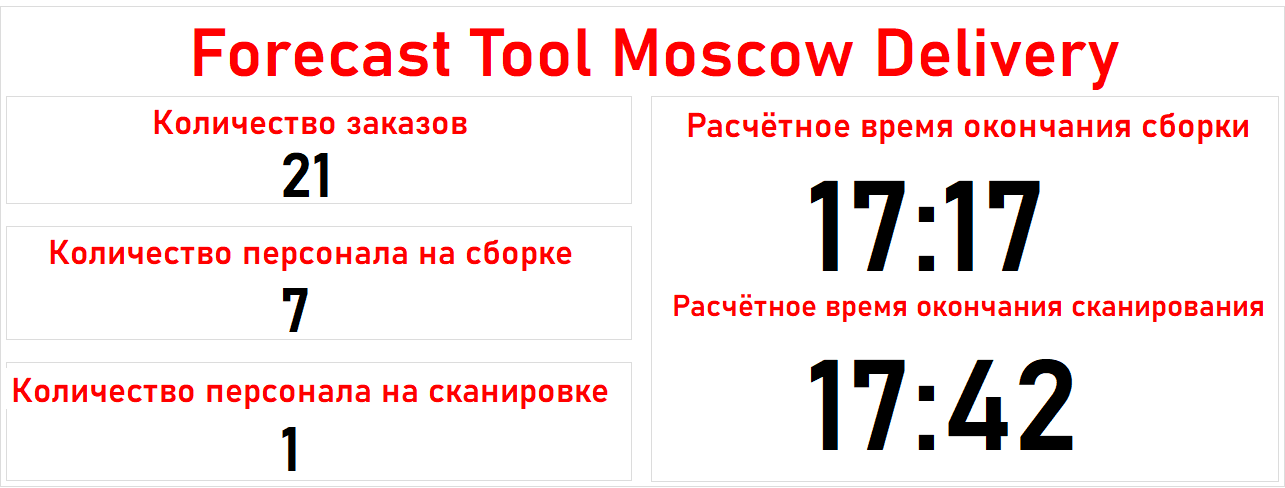 Forecast Tool Moscow Delivery
Количество заказов
21
Количество персонала на сборке
7
Количество персонала на сканировке
1
Расчётное время окончания сборки
17:17
Расчётное время окончания сканирования
17:42